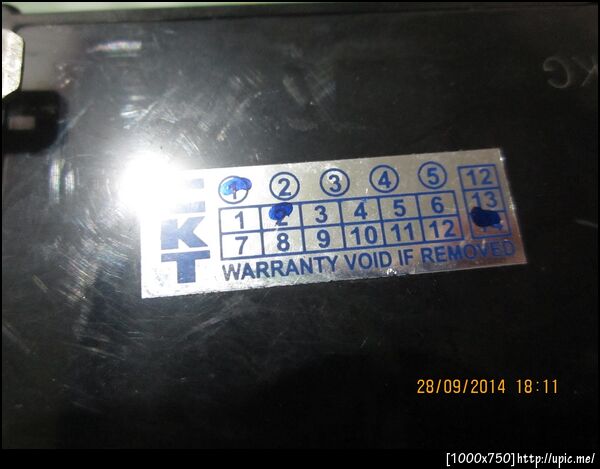 1 2 3 4 5 12
1 2 3 4 5 6 13
7 8 9 10 11 12
KT
WARRANTY VOID IF REMOVED
28/09/2014 18:11
[1000x750]http://upic.me/